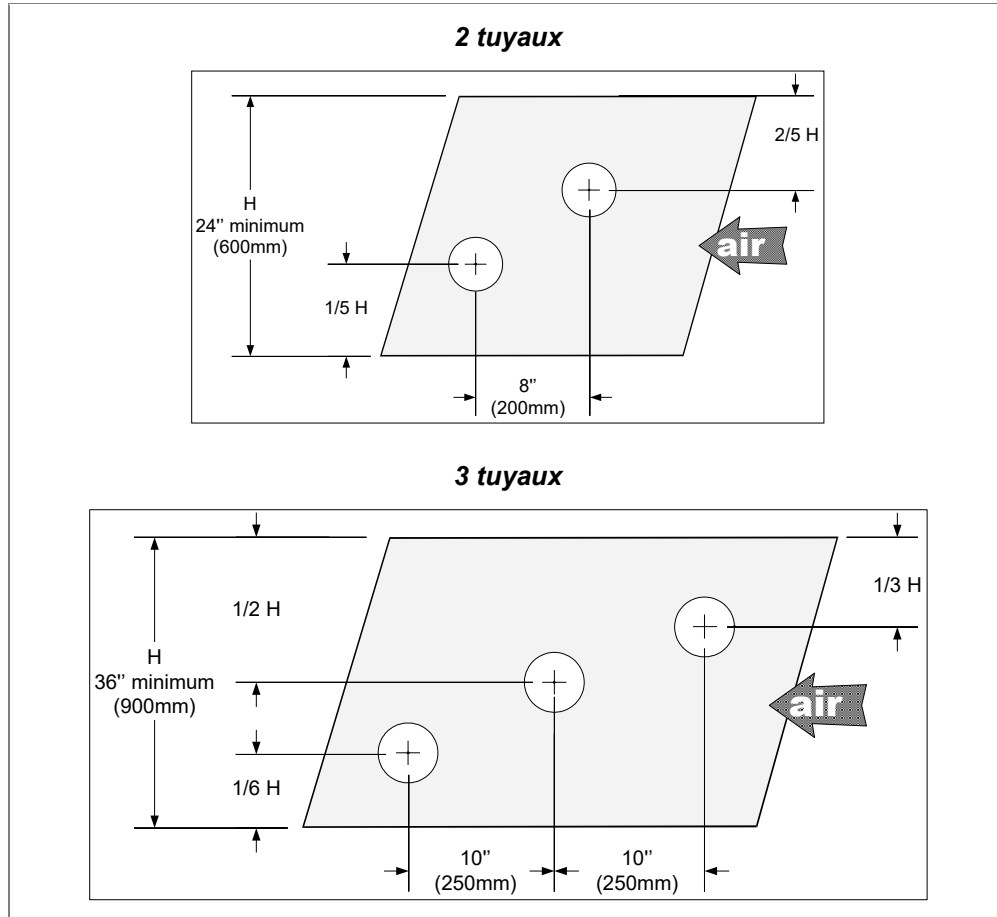 2 tuyaux
2/5 H
H
24" minimum
(600mm)
air
1/5 H
8"
(200mm)
3 tuyaux
1/2 H
1/3 H
H
36" minimum
(900mm)
air
1/6 H
10"
(250mm)
10"
(250mm)